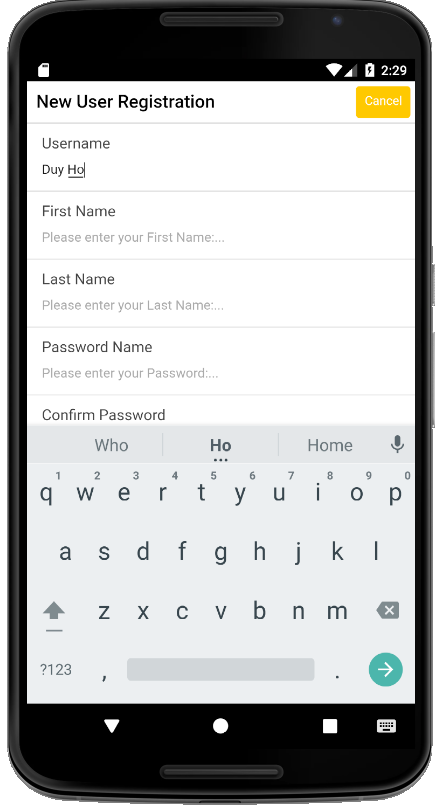 2:29
New User Registration Cancel
Username
Duy Ho
First Name
Please enter your First Name:...
Last Name
Please enter your Last Name:...
Password Name
Please enter your Password:...
Confirm Password
Who Ho Home
1 2 3 4 5 6 7 8 9 0
q w e r t y u i o p
a s d f g h j k l
z x c v b n m
?123 , .